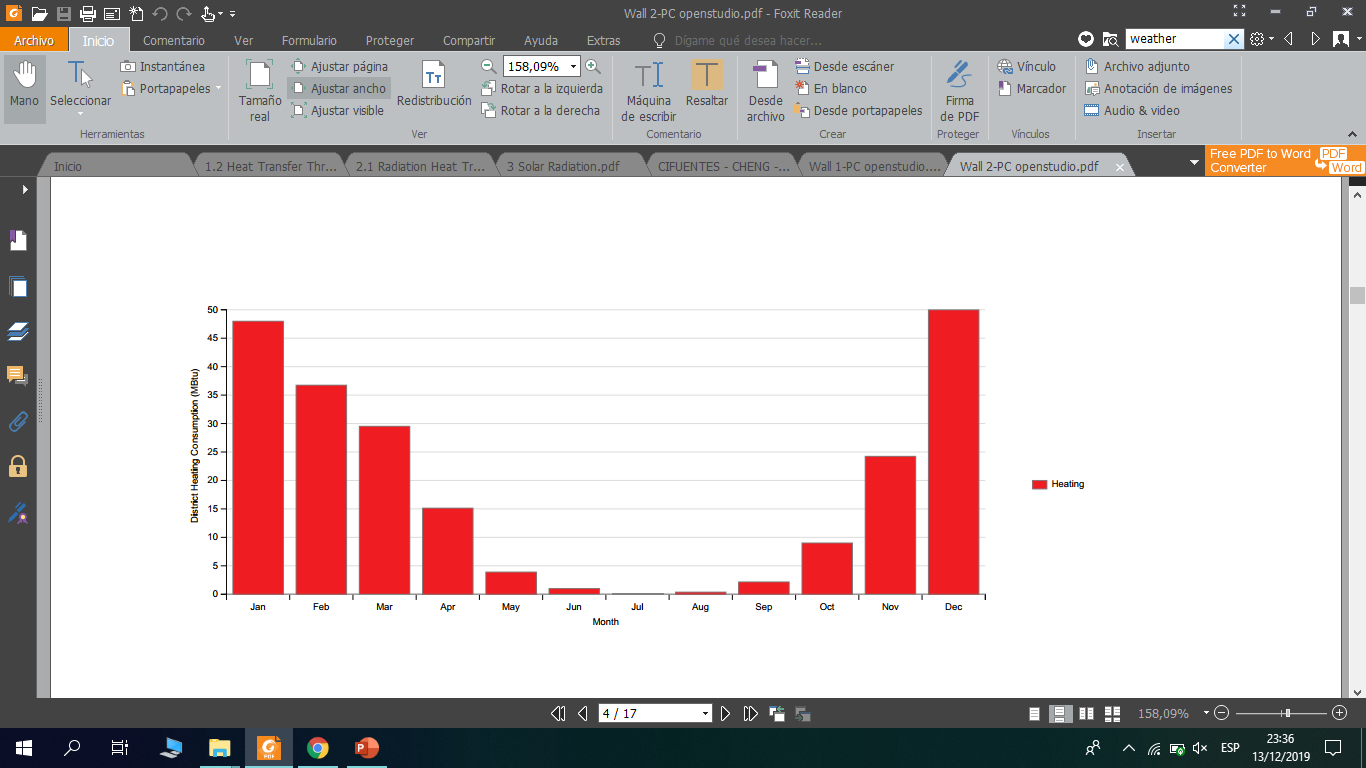 Wall 2-PC openstudio.pdf - Foxit Reader
Archivo Inicio Comentario Ver Formulario Proteger Compartir Ayuda Extras Dígame qué desea hacer... weather
Mano
Seleccionar
Instantánea
Portapapeles
Herramientas
Tamaño
real
Ajustar página
Ajustar ancho
Ajustar visible
Redistribución
158,09%
Rotar a la izquierda
Rotar a la derecha
Ver
Máquina
de escribir
Resaltar
Comentario
Desde
archivo
Desde escáner
En blanco
Desde portapapeles
Crear
Firma
de PDF
Proteger
Vínculo
Marcador
Vínculos
Archivo adjunto
Anotación de imágenes
Audio & video
Insertar
Inicio
1.2 Heat Transfer Thr...
2.1 Radiation Heat Tr...
3 Solar Radiation.pdf
CIFUENTES - CHENG -...
Wall 1-PC openstudio....
Wall 2-PC openstudio.pdf
Free PDF to Word
Converter
PDF
Word
District Heating Consumption (MBtu)
50
45
40
35
30
25
20
15
10
5
0
Jan Feb Mar Apr May Jun Jul Aug Sep Oct Nov Dec
Month
Heating
4 / 17
158,09%
PDF
ESP
23:36
13/12/2019